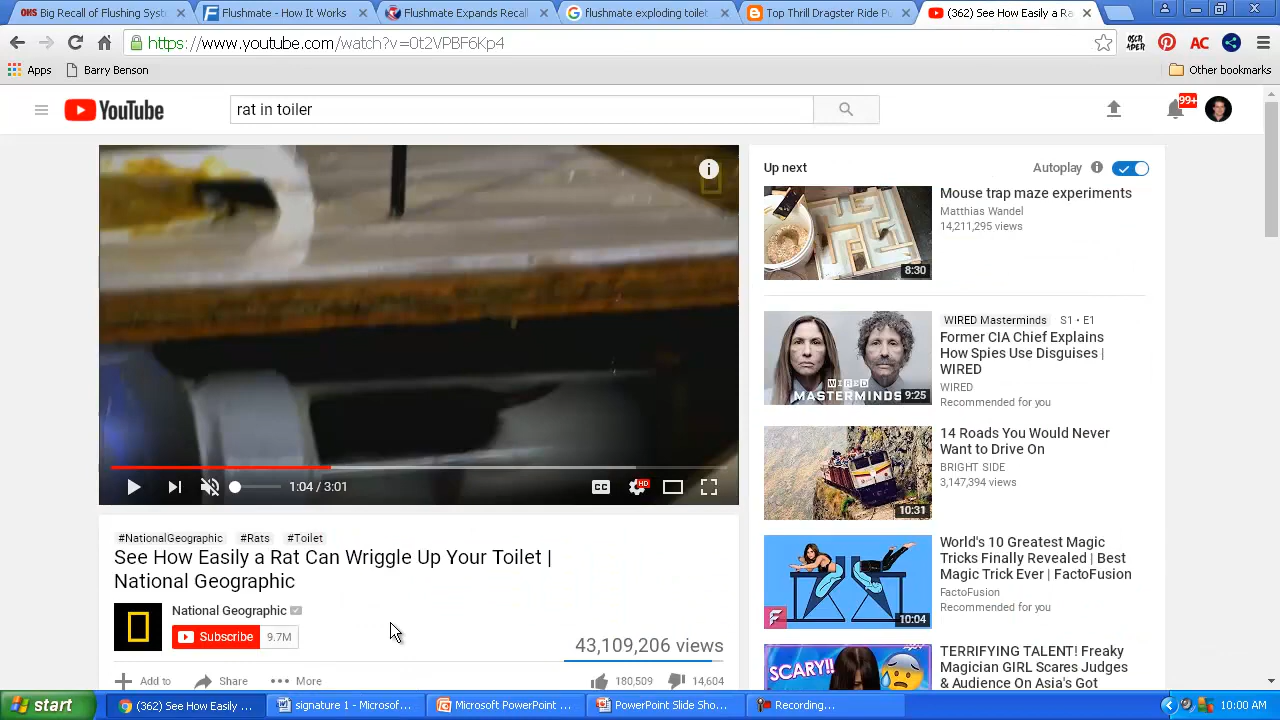 OHS Big Recall of Flushing Syst
Flushmate - How It Works
Flushmate Expands Recall
flushmate exploding toilet
Top Thrill Dragster Ride Pu
(362) See How Easily a Ra
https://www.youtube.com/watch?v=0t2VPBF6Kp4
OSCR APER
AC
Apps
Barry Benson
Other bookmarks
YouTube
rat in toiler
99+
Up next
Autoplay
Mouse trap maze experiments
Matthias Wandel
14,211,295 views
8:30
WIRED Masterminds S1 • E1
Former CIA Chief Explains
How Spies Use Disguises |
WIRED
WIRED
Recommended for you
WIRED
MASTERMINDS
9:25
14 Roads You Would Never
Want to Drive On
BRIGHT SIDE
3,147,394 views
10:31
World's 10 Greatest Magic
Tricks Finally Revealed | Best
Magic Trick Ever | FactoFusion
FactoFusion
Recommended for you
10:04
TERRIFYING TALENT! Freaky
Magician GIRL Scares Judges
& Audience On Asia's Got
SCARY!!
1:04 / 3:01
CC
HD
#NationalGeographic #Rats #Toilet
See How Easily a Rat Can Wriggle Up Your Toilet |
National Geographic
National Geographic
Subscribe 9.7M
43,109,206 views
Add to
Share
More
180,509
14,604
start
(362) See How Easily ...
signature 1 - Microsof...
Microsoft PowerPoint ...
PowerPoint Slide Sho...
Recording...
10:00 AM